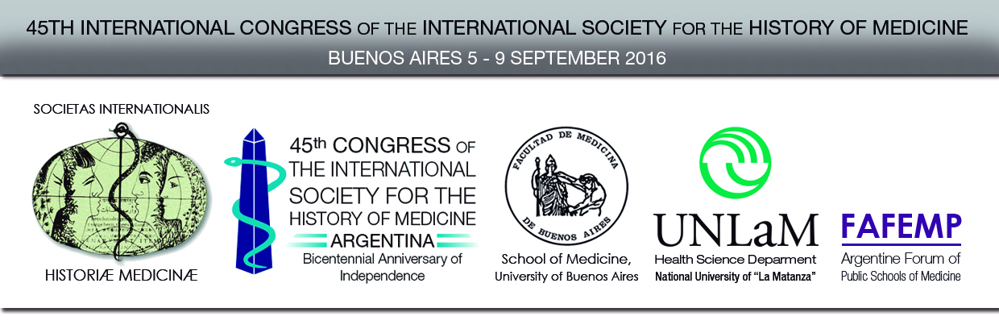 45TH INTERNATIONAL CONGRESS OF THE INTERNATIONAL SOCIETY FOR THE HISTORY OF MEDICINE
BUENOS AIRES 5 - 9 SEPTEMBER 2016
SOCIETAS INTERNATIONALIS
HISTORIÆ MEDICINÆ
45th CONGRESS OF
THE INTERNATIONAL
SOCIETY FOR THE
HISTORY OF MEDICINE
ARGENTINA
Bicentennial Anniversary of
Independence
FACULTAD DE MEDICINA
DE BUENOS AIRES
School of Medicine,
University of Buenos Aires
UNLaM
Health Science Deparment
National University of “La Matanza”
FAFEMP
Argentine Forum of
Public Schools of Medicine